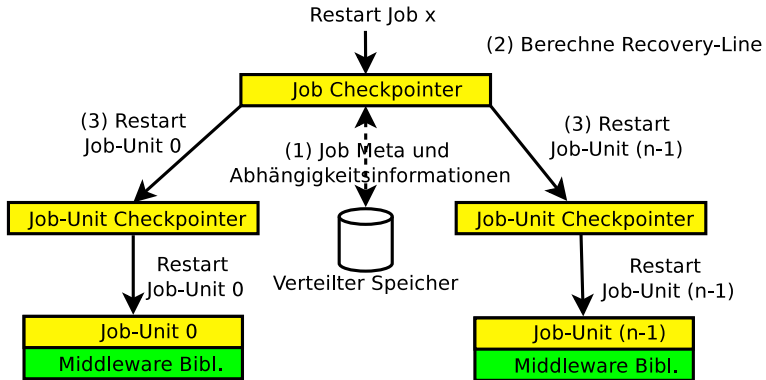 Restart Job x
(2) Berechne Recovery-Line
Job Checkpointer
(3) Restart
Job-Unit 0
(1) Job Meta und
Abhängigkeitsinformationen
(3) Restart
Job-Unit (n-1)
Job-Unit Checkpointer
Job-Unit Checkpointer
Restart
Job-Unit 0
Verteilter Speicher
Restart
Job-Unit (n-1)
Job-Unit 0
Middleware Bibl.
Job-Unit (n-1)
Middleware Bibl.